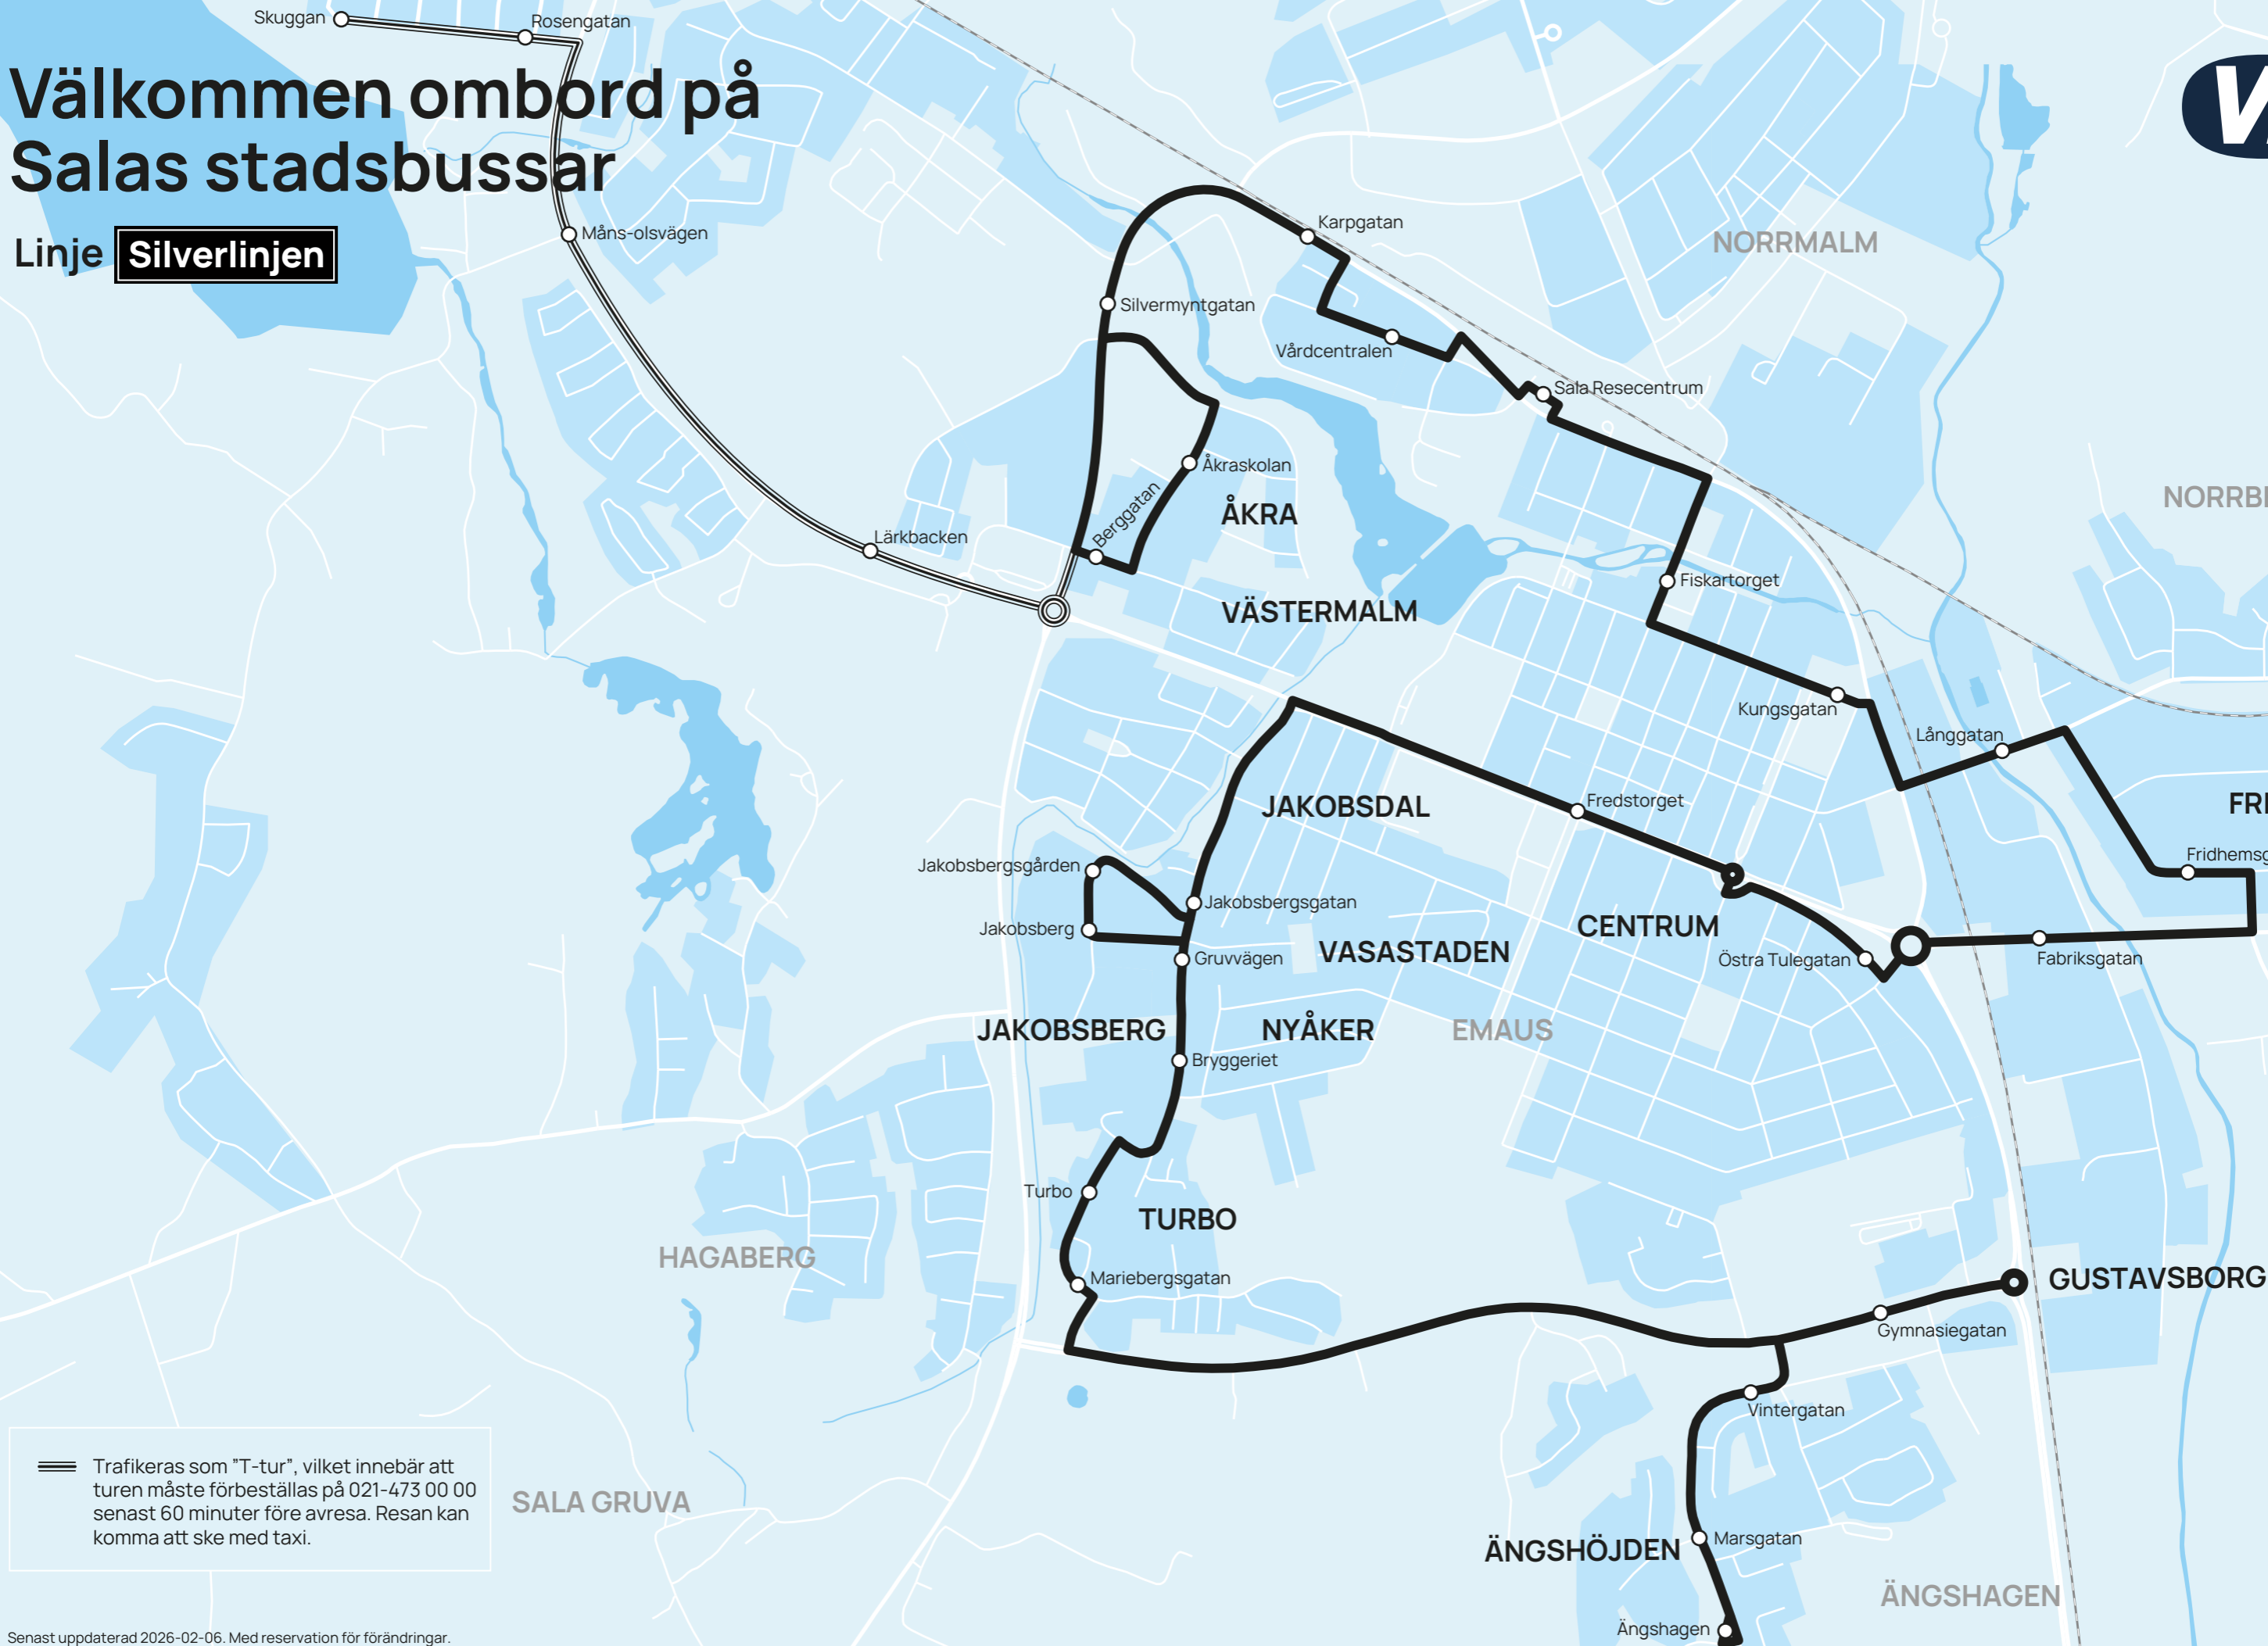 Skuggan
Rosengatan
Välkommen ombord på
Salas stadsbussar
Linje Silverlinjen
Måns-olsvägen
Karpgatan
NORRMALM
Silvermyntgatan
Vårdcentralen
Sala Resecentrum
Åkraskolan
Berggatan
ÅKRA
Lärkbacken
VÄSTERMALM
Fiskartorget
Kungsgatan
Långgatan
JAKOBSDAL
Fredstorget
Jakobsbergsgården
Jakobsbergsgatan
Jakobsberg
CENTRUM
VASASTADEN
Gruvvägen
Östra Tulegatan
Fabriksgatan
JAKOBSBERG
NYÅKER
EMAUS
Bryggeriet
Turbo
TURBO
HAGABERG
Mariebergsgatan
GUSTAVSBORG
Gymnasiegatan
Vintergatan
Trafikeras som ”T-tur”, vilket innebär att
turen måste förbeställas på 021-473 00 00
senast 60 minuter före avresa. Resan kan
komma att ske med taxi.
SALA GRUVA
ÄNGSHÖJDEN
Marsgatan
ÄNGSHAGEN
Ängshagen
Senast uppdaterad 2026-02-06. Med reservation för förändringar.